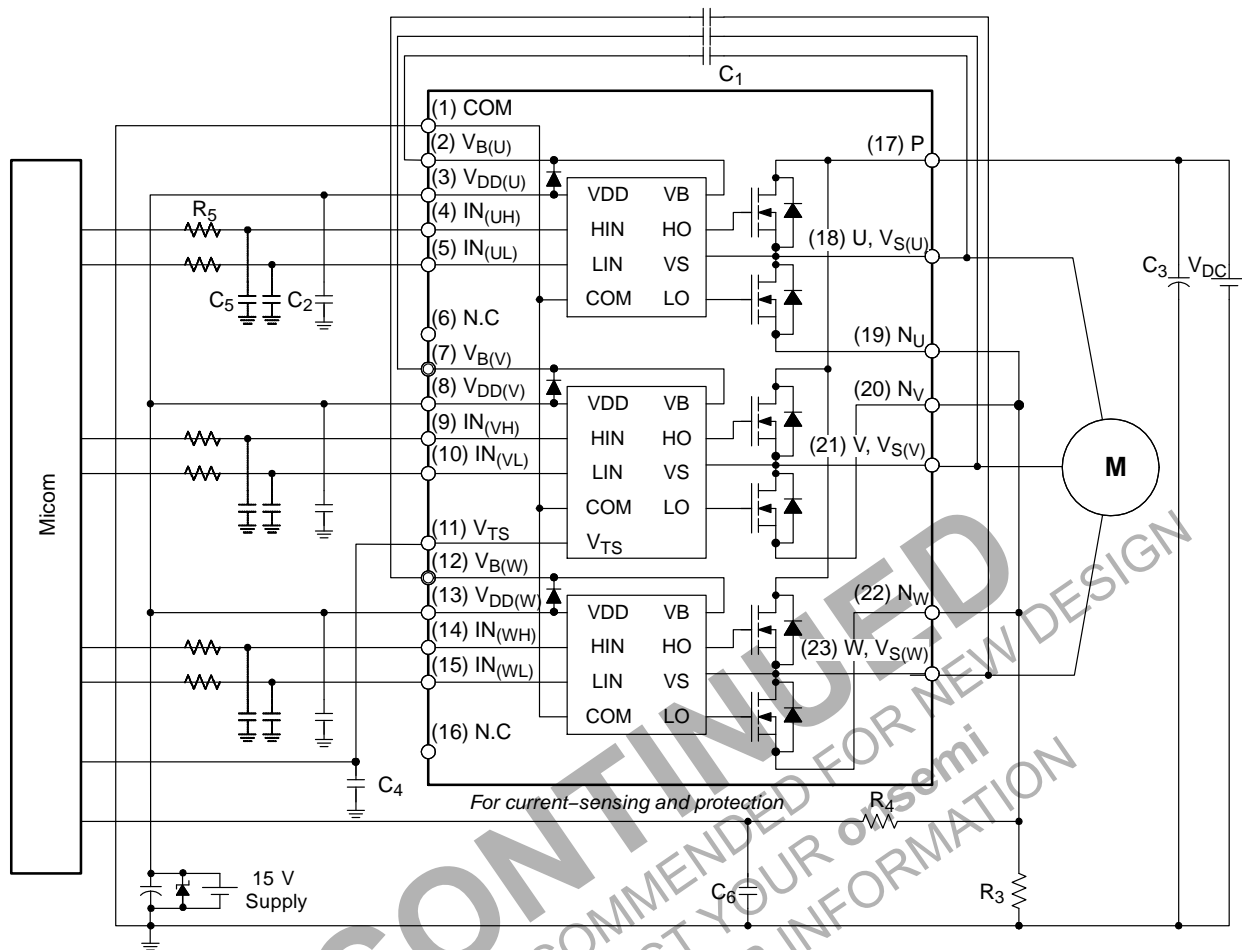 C1
(1) COM
(2) VB(U)
(3) VDD(U)
(4) IN(UH)
(5) IN(UL)
(6) N.C
(7) VB(V)
(8) VDD(V)
(9) IN(VH)
(10) IN(VL)
(11) VTS
(12) VB(W)
(13) VDD(W)
(14) IN(WH)
(15) IN(WL)
(16) N.C
(17) P
(18) U, VS(U)
(19) NU
(20) NV
(21) V, VS(V)
(22) NW
(23) W, VS(W)
VDD VB
HIN HO
LIN VS
COM LO
VDD VB
HIN HO
LIN VS
COM LO
VTS
VDD VB
HIN HO
LIN VS
COM LO
Micom
R5
C5
C2
C3
VDC
M
C4
For current–sensing and protection
R4
C6
R3
15 V
Supply
CONTINUED
COMMENDED FOR NEW DESIGN
YOUR onsemi
INFORMATION